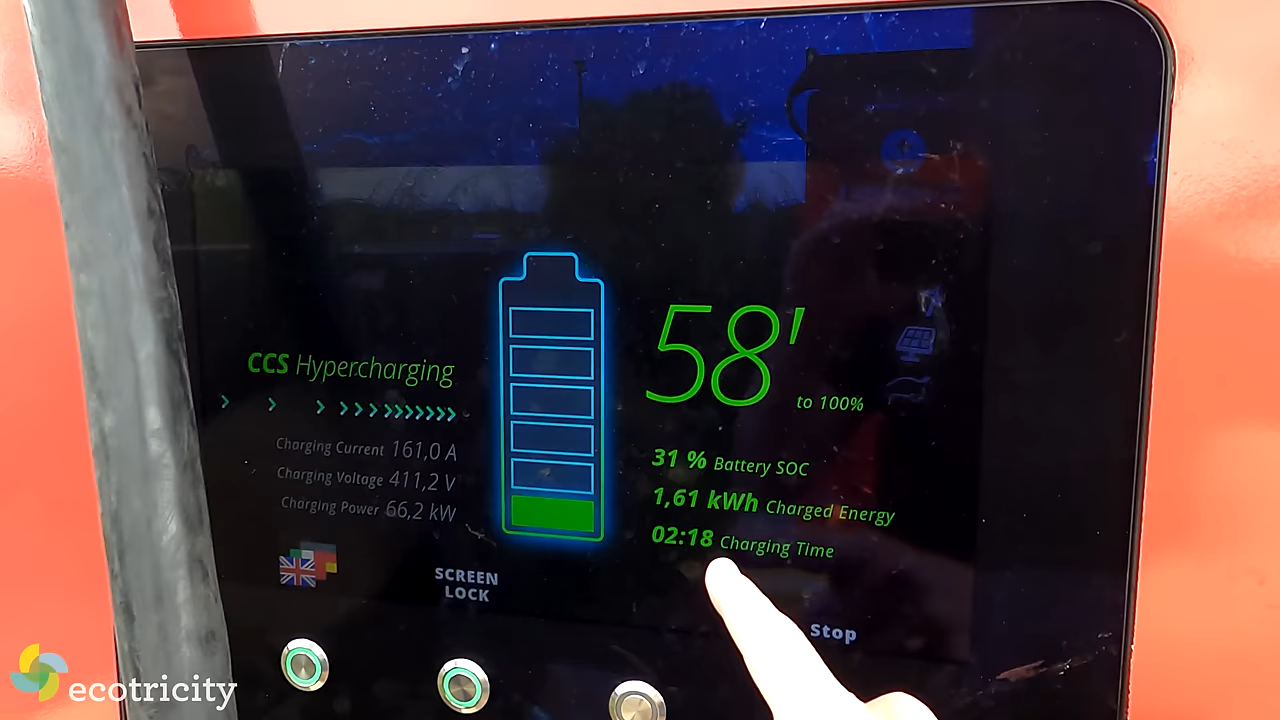 CCS Hypercharging
Charging Current 161,0 A
Charging Voltage 411,2 V
Charging Power 66,2 kW
58'
to 100%
31 % Battery SOC
1,61 kWh Charged Energy
02:18 Charging Time
SCREEN
LOCK
Stop
ecotricity